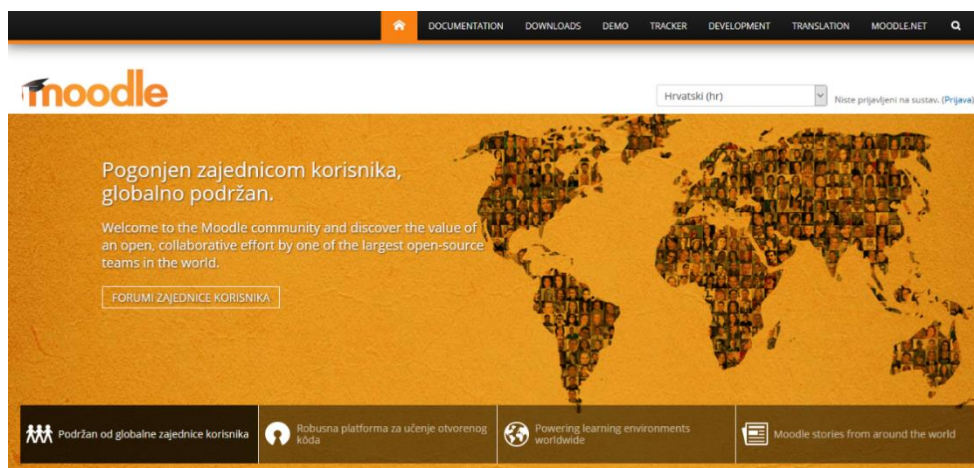 DOCUMENTATION DOWNLOADS DEMO TRACKER DEVELOPMENT TRANSLATION MOODLE.NET
moodle
Hrvatski (hr)
Niste prijavljeni na sustav. (Prijava)
Pogonjen zajednicom korisnika,
globalno podržan.
Welcome to the Moodle community and discover the value of
an open, collaborative effort by one of the largest open-source
teams in the world.
FORUMI ZAJEDNICE KORISNIKA
Podržan od globalne zajednice korisnika
Robusna platforma za učenje otvorenog
kôda
Powering learning environments
worldwide
Moodle stories from around the world